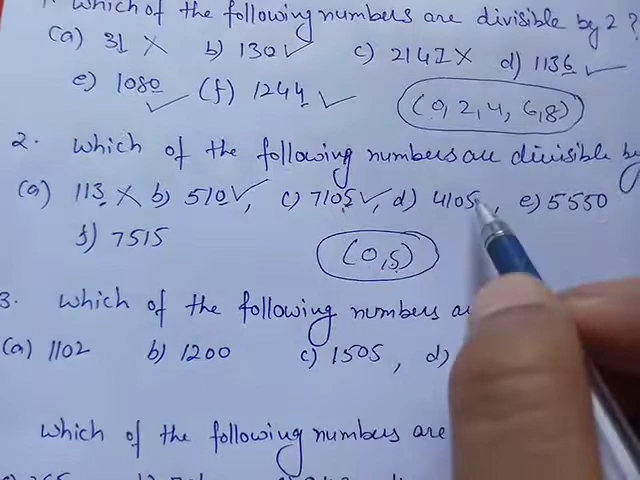 1. Which of the following numbers are divisible by 2 ?
(a) 31 × b) 130 ✓ c) 2141 × d) 1136 ✓
e) 1080 ✓ (f) 1244 ✓ (0, 2, 4, 6, 8)
2. Which of the following numbers are divisible by
(a) 113 × b) 510 ✓, c) 7105 ✓, d) 4105, e) 5550
f) 7515 (0, 5)
3. Which of the following numbers
(a) 1102 b) 1200 c) 1505, d)
Which of the following numbers are